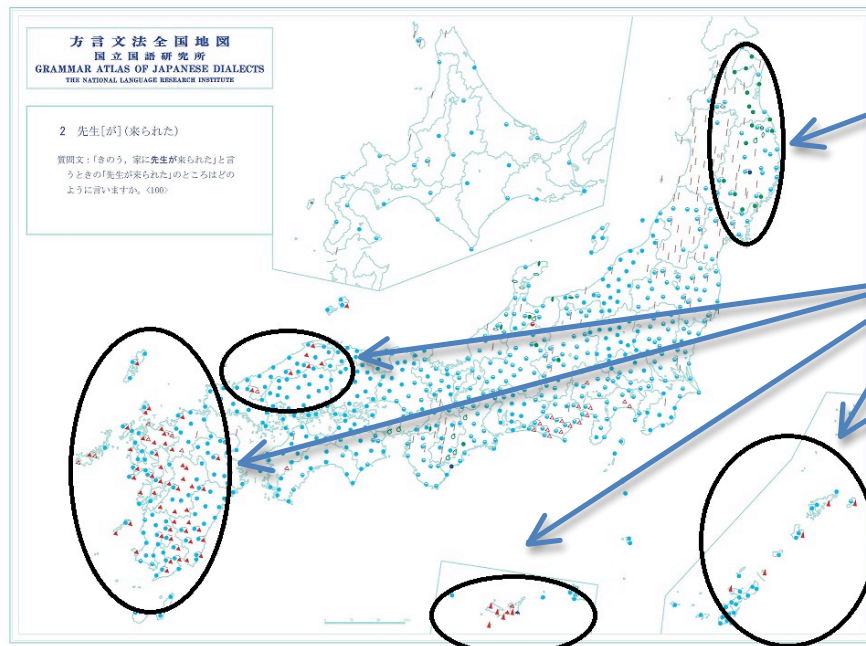 方言文法全国地図
国立国語研究所
GRAMMAR ATLAS OF JAPANESE DIALECTS
THE NATIONAL LANGUAGE RESEARCH INSTITUTE
2 先生[が](来られた)
質問文:「きのう、家に先生が来られた」と言
うときの「先生が来られた」のところはどの
ように言いますか。〈100〉